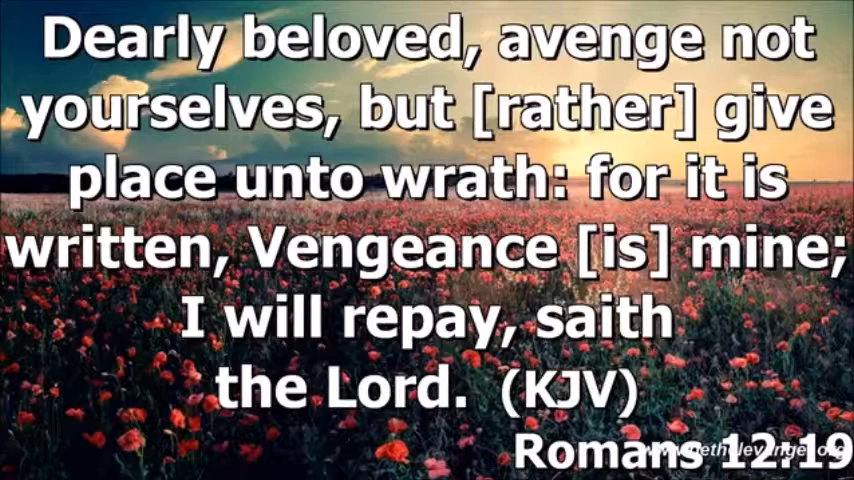 Dearly beloved, avenge not
yourselves, but [rather] give
place unto wrath: for it is
written, Vengeance [is] mine;
I will repay, saith
the Lord. (KJV)
Romans 12:19